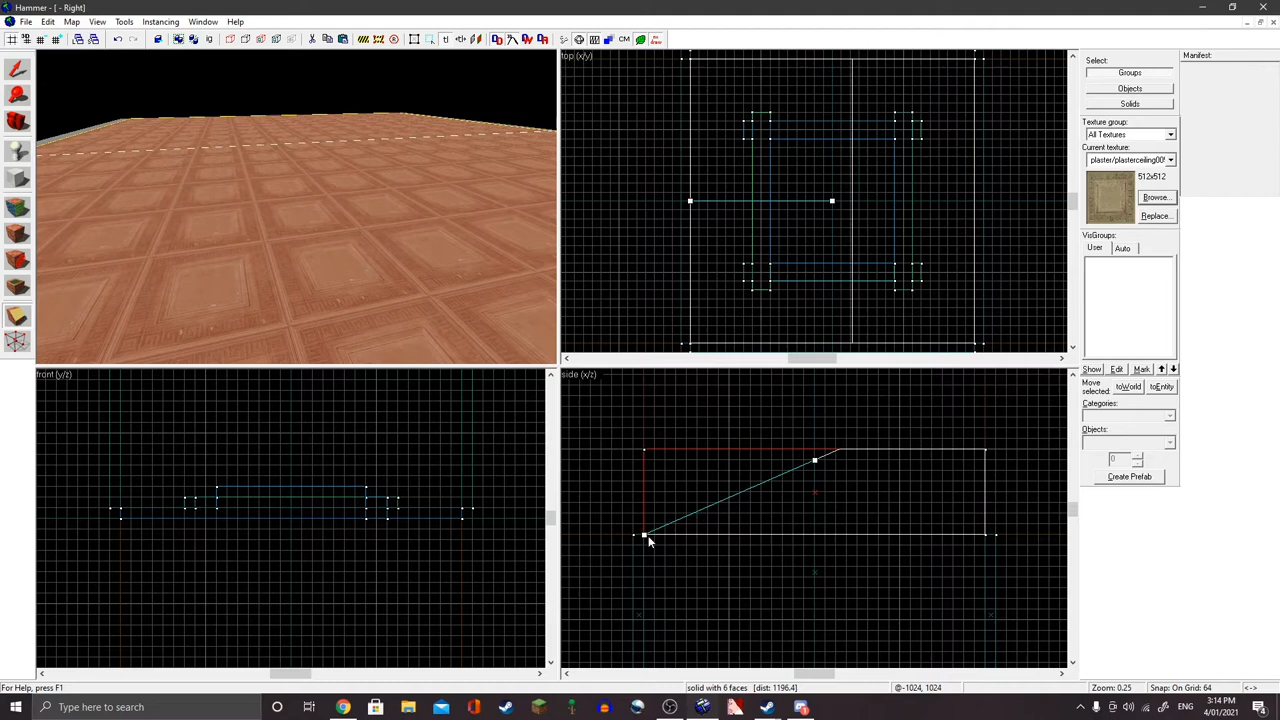 Hammer - [ - Right]
File Edit Map View Tools Instancing Window Help
top (x/y)
front (y/z)
side (x/z)
Select:
Groups
Objects
Solids
Texture group:
All Textures
Current texture:
plaster/plasterceiling00
512x512
Browse...
Replace...
VisGroups:
User Auto
Show Edit Mark
Move
selected: toWorld toEntity
Categories:
Objects:
0
Create Prefab
Manifest:
For Help, press F1
solid with 6 faces [dist: 1196.4]
@-1024, 1024
Zoom: 0.25
Snap: On Grid: 64
<->
Type here to search
3:14 PM
4/01/2021